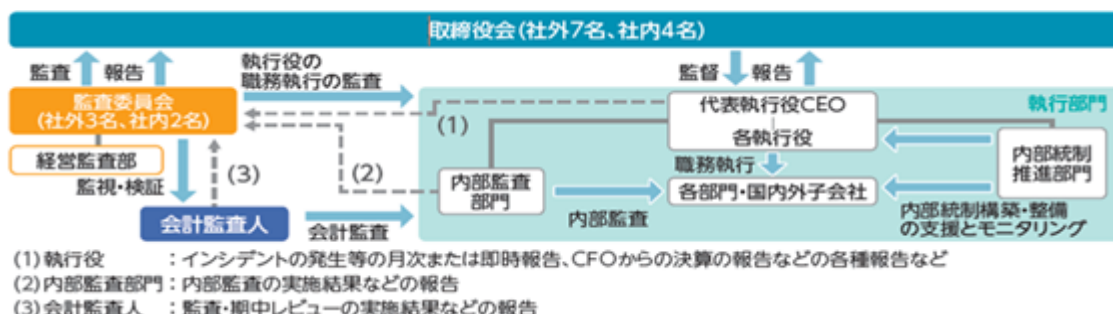 取締役会(社外7名、社内4名)
監査
報告
執行役の
職務執行の監査
監督
報告
監査委員会
(社外3名、社内2名)
経営監査部
監視・検証
会計監査人
会計監査
(1)
(2)
(3)
執行部門
代表執行役CEO
各執行役
職務執行
各部門・国内外子会社
内部監査
部門
内部監査
内部統制
推進部門
内部統制構築・整備
の支援とモニタリング
(1)執行役 :インシデントの発生等の月次または即時報告、CFOからの決算の報告などの各種報告など
(2)内部監査部門:内部監査の実施結果などの報告
(3)会計監査人 :監査・期中レビューの実施結果などの報告